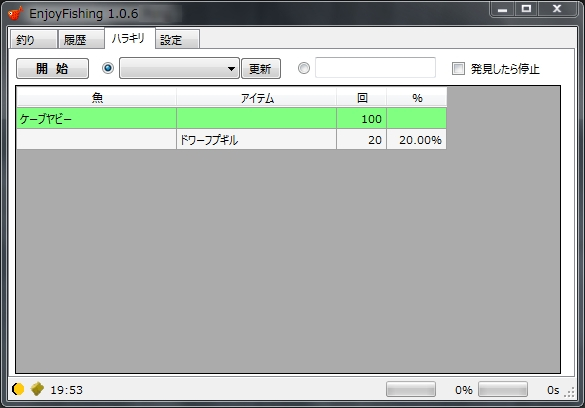 EnjoyFishing 1.0.6
釣り 履歴 ハラキリ 設定
開 始 更新 発見したら停止
魚 アイテム 回 %
ケーブヤビー 100
ドワーフプギル 20 20.00%
19:53 0% 0s